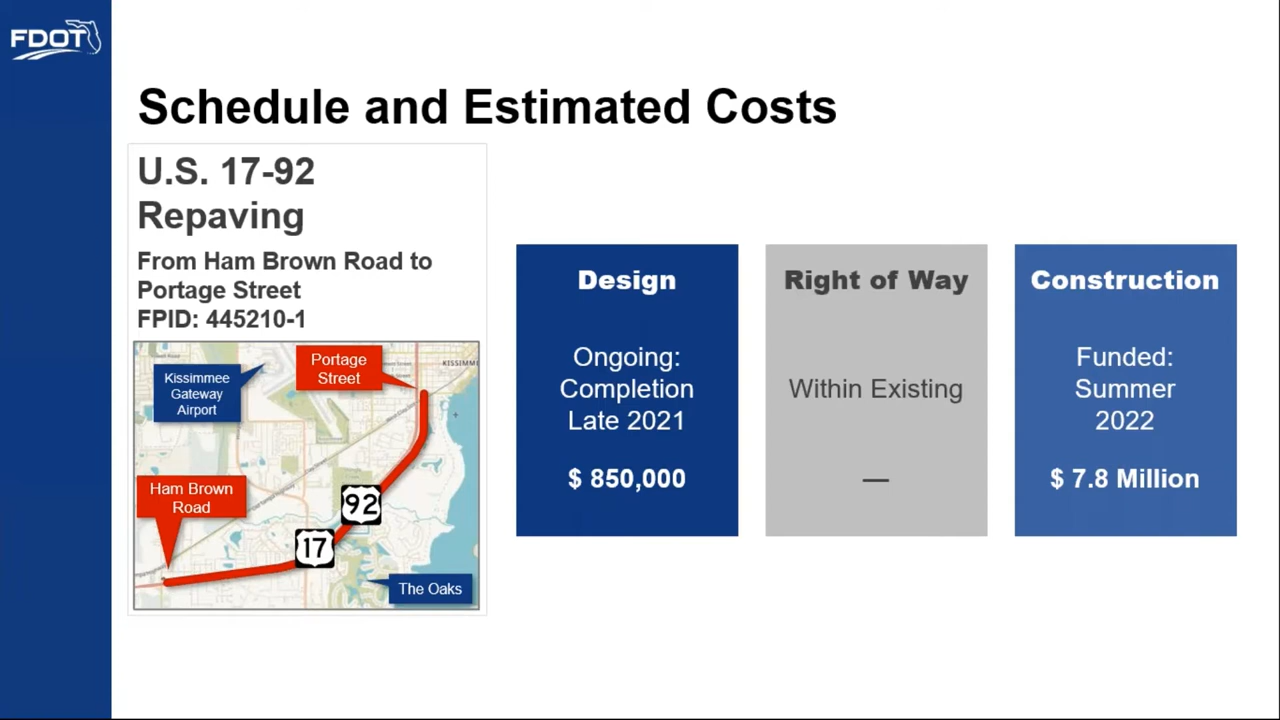 FDOT
Schedule and Estimated Costs
U.S. 17-92
Repaving
From Ham Brown Road to
Portage Street
FPID: 445210-1
Portage
Street
KISSIMM
Kissimmee
Gateway
Airport
Ham Brown
Road
92
17
The Oaks
Design
Ongoing:
Completion
Late 2021
$ 850,000
Right of Way
Within Existing
—
Construction
Funded:
Summer
2022
$ 7.8 Million